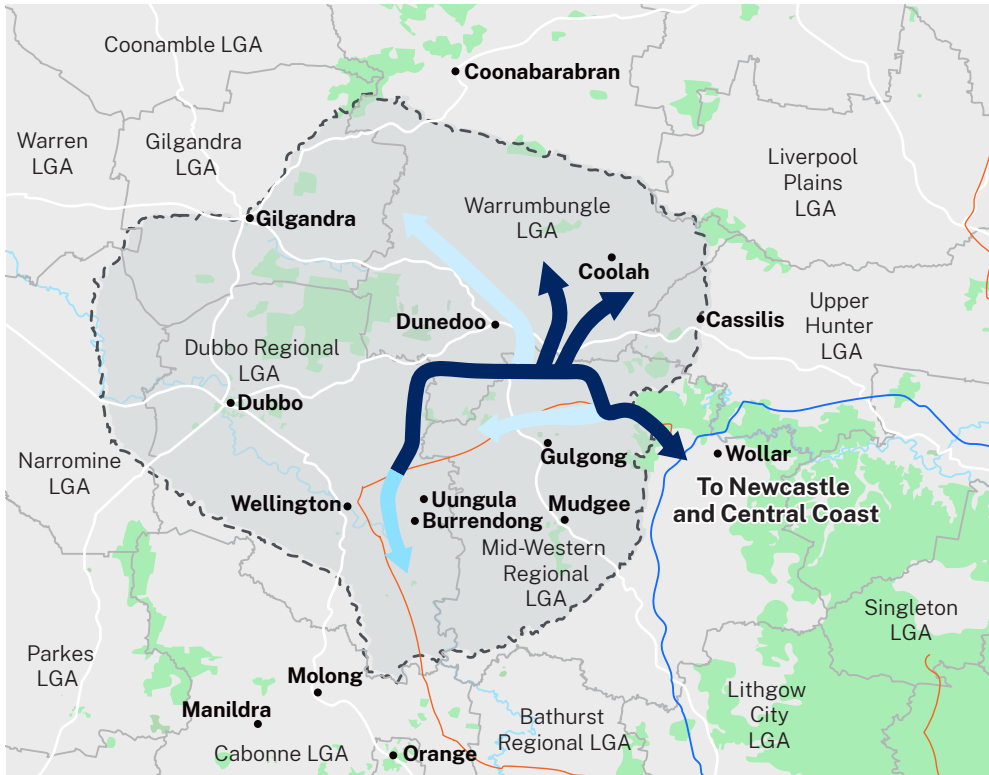 Coonamble LGA
Coonabarabran
Warren
LGA
Gilgandra
LGA
Liverpool
Plains
LGA
Warrumbungle
LGA
Gilgandra
Coolah
Dunedoo
Cassilis
Upper
Hunter
LGA
Dubbo Regional
LGA
Dubbo
Narromine
LGA
Gulgong
Wollar
To Newcastle
and Central Coast
Wellington
Uungula
Burrendong
Mudgee
Mid-Western
Regional
LGA
Singleton
LGA
Parkes
LGA
Molong
Manildra
Cabonne LGA
Orange
Bathurst
Regional LGA
Lithgow
City
LGA